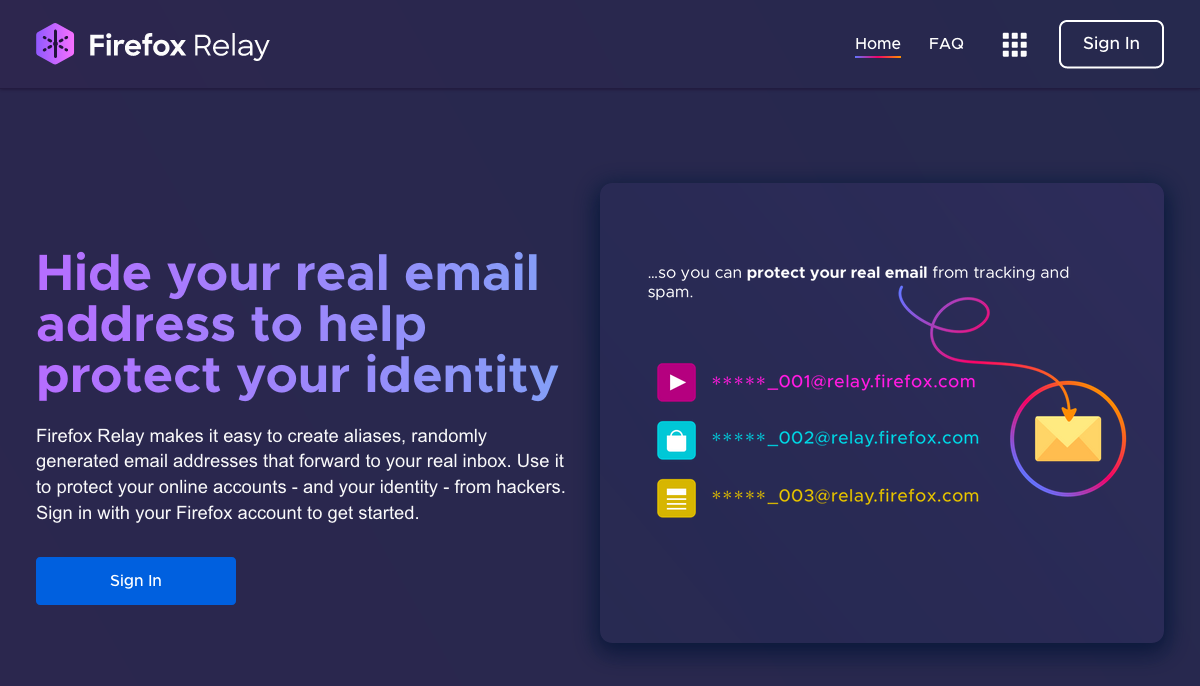 Firefox Relay
Home
FAQ
Sign In
Hide your real email
address to help
protect your identity
Firefox Relay makes it easy to create aliases, randomly
generated email addresses that forward to your real inbox. Use it
to protect your online accounts - and your identity - from hackers.
Sign in with your Firefox account to get started.
Sign In
...so you can protect your real email from tracking and
spam.
*****_001@relay.firefox.com
*****_002@relay.firefox.com
*****_003@relay.firefox.com